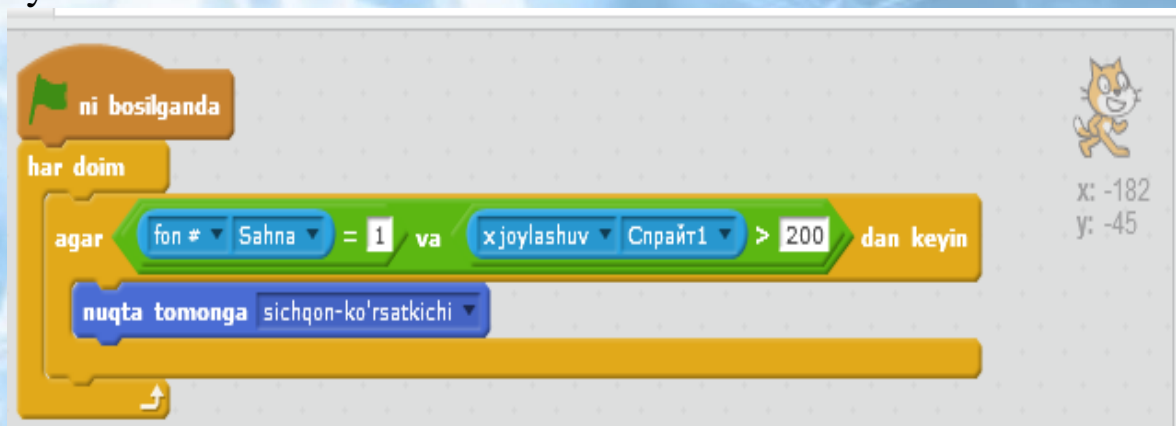 ni bosilganda
har doim
agar fon # Sahna = 1 va x joylashuv Спрайт1 > 200 dan keyin
nuqta tomonga sichqon-ko'rsatkichi
x: -182
y: -45